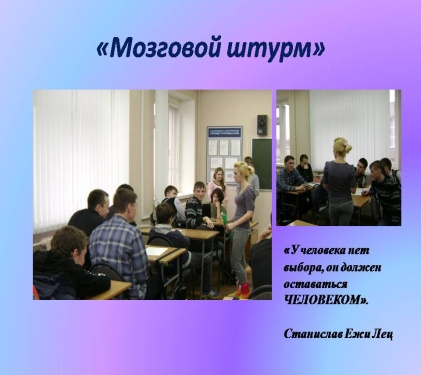 «Мозговой штурм»
«У человека нет
выбора, он должен
оставаться
ЧЕЛОВЕКОМ».
Станислав Ежи Лец